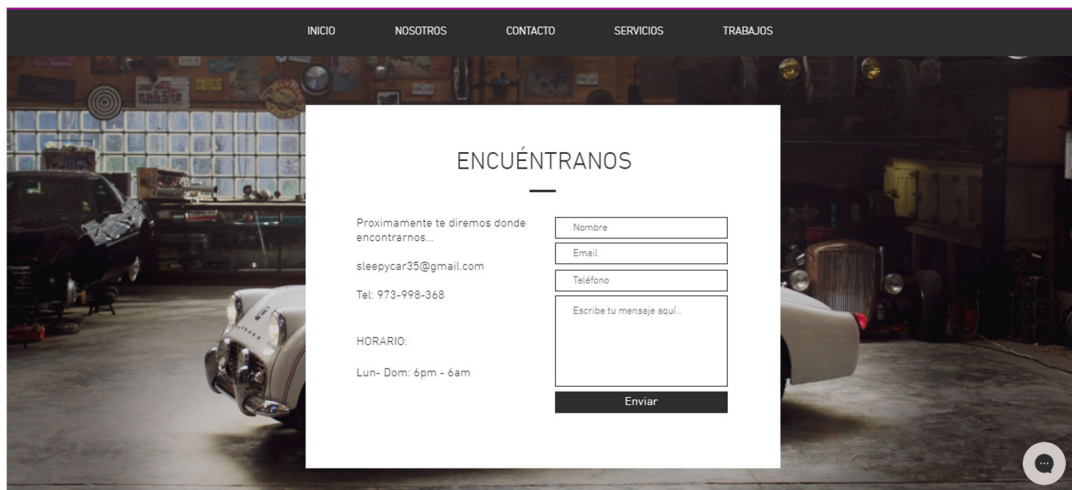 INICIO NOSOTROS CONTACTO SERVICIOS TRABAJOS
ENCUÉNTRANOS
Proximamente te diremos donde
encontrarnos...
sleepycar35@gmail.com
Tel: 973-998-368
HORARIO:
Lun- Dom: 6pm - 6am
Nombre
Email
Teléfono
Escribe tu mensaje aquí...
Enviar